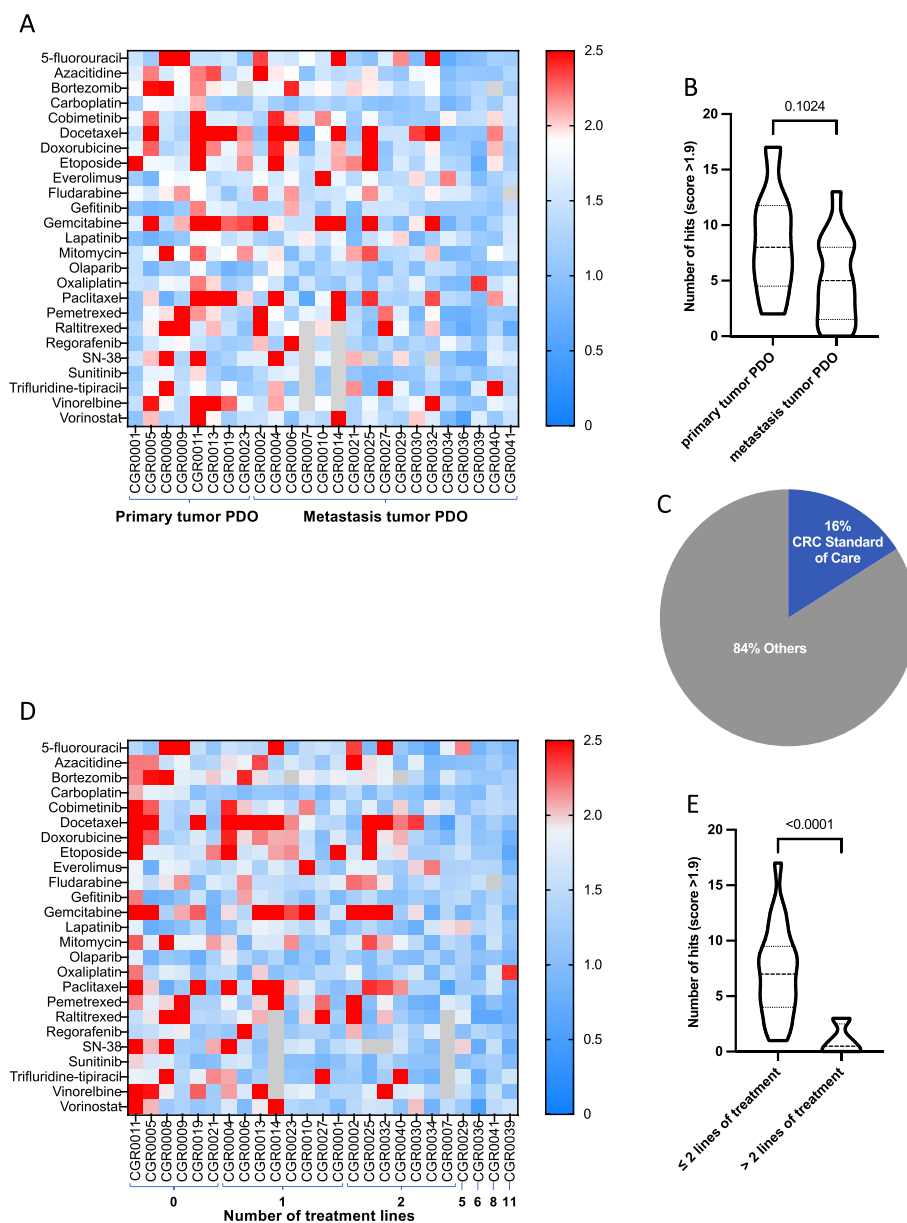 A
5-fluorouracil
Azacitidine
Bortezomib
Carboplatin
Cobimetinib
Docetaxel
Doxorubicine
Etoposide
Everolimus
Fludarabine
Gefitinib
Gemcitabine
Lapatinib
Mitomycin
Olaparib
Oxaliplatin
Paclitaxel
Pemetrexed
Raltitrexed
Regorafenib
SN-38
Sunitinib
Trifluridine-tipiracil
Vinorelbine
Vorinostat
CGR0001
CGR0005
CGR0008
CGR0009
CGR0011
CGR0013
CGR0019
CGR0023
CGR0002
CGR0004
CGR0006
CGR0007
CGR0010
CGR0014
CGR0021
CGR0025
CGR0027
CGR0029
CGR0030
CGR0032
CGR0034
CGR0036
CGR0039
CGR0040
CGR0041
Primary tumor PDO
Metastasis tumor PDO
2.5
2.0
1.5
1.0
0.5
0
B
0.1024
Number of hits (score >1.9)
20
15
10
5
0
primary tumor PDO
metastasis tumor PDO
C
16%
CRC Standard
of Care
84% Others
D
5-fluorouracil
Azacitidine
Bortezomib
Carboplatin
Cobimetinib
Docetaxel
Doxorubicine
Etoposide
Everolimus
Fludarabine
Gefitinib
Gemcitabine
Lapatinib
Mitomycin
Olaparib
Oxaliplatin
Paclitaxel
Pemetrexed
Raltitrexed
Regorafenib
SN-38
Sunitinib
Trifluridine-tipiracil
Vinorelbine
Vorinostat
CGR0011
CGR0005
CGR0008
CGR0009
CGR0019
CGR0021
CGR0004
CGR0006
CGR0013
CGR0014
CGR0023
CGR0010
CGR0027
CGR0001
CGR0002
CGR0025
CGR0032
CGR0040
CGR0030
CGR0034
CGR0007
CGR0029
CGR0036
CGR0041
CGR0039
0
1
2
5
6
8
11
Number of treatment lines
2.5
2.0
1.5
1.0
0.5
0
E
<0.0001
Number of hits (score >1.9)
20
15
10
5
0
≤ 2 lines of treatment
> 2 lines of treatment